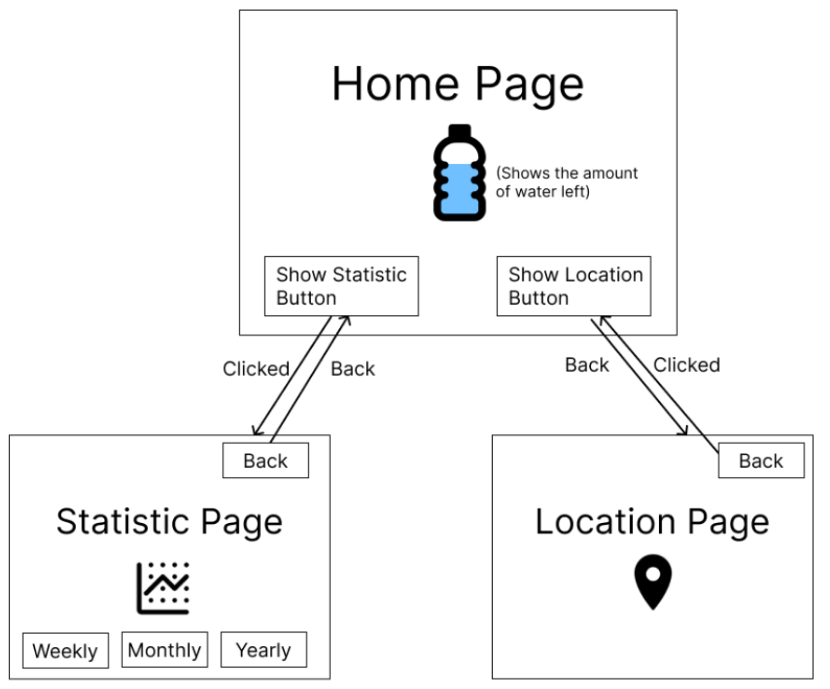 Home Page
(Shows the amount
of water left)
Show Statistic
Button
Show Location
Button
Clicked
Back
Back
Clicked
Back
Statistic Page
Weekly
Monthly
Yearly
Back
Location Page